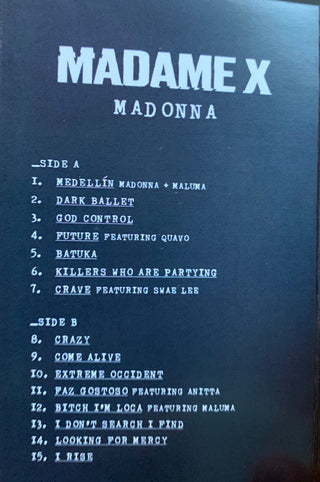 MADAME X
MADONNA
_SIDE A
1. MEDELLÍN MADONNA + MALUMA
2. DARK BALLET
3. GOD CONTROL
4. FUTURE FEATURING QUAVO
5. BATUKA
6. KILLERS WHO ARE PARTYING
7. CRAVE FEATURING SWAE LEE
_SIDE B
8. CRAZY
9. COME ALIVE
10. EXTREME OCCIDENT
11. FAZ GOSTOSO FEATURING ANITTA
12. BITCH I'M LOCA FEATURING MALUMA
13. I DON'T SEARCH I FIND
14. LOOKING FOR MERCY
15. I RISE